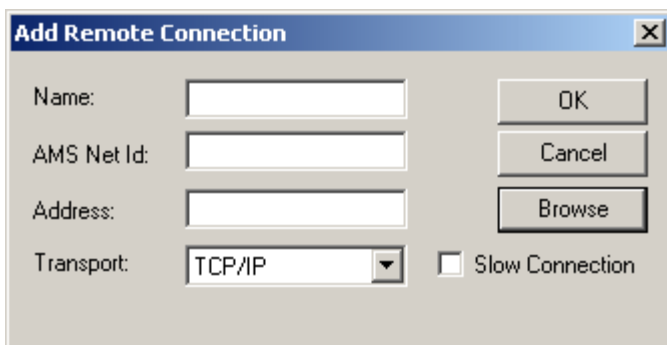 Add Remote Connection
Name:
OK
AMS Net Id:
Cancel
Address:
Browse
Transport:
TCP/IP
Slow Connection